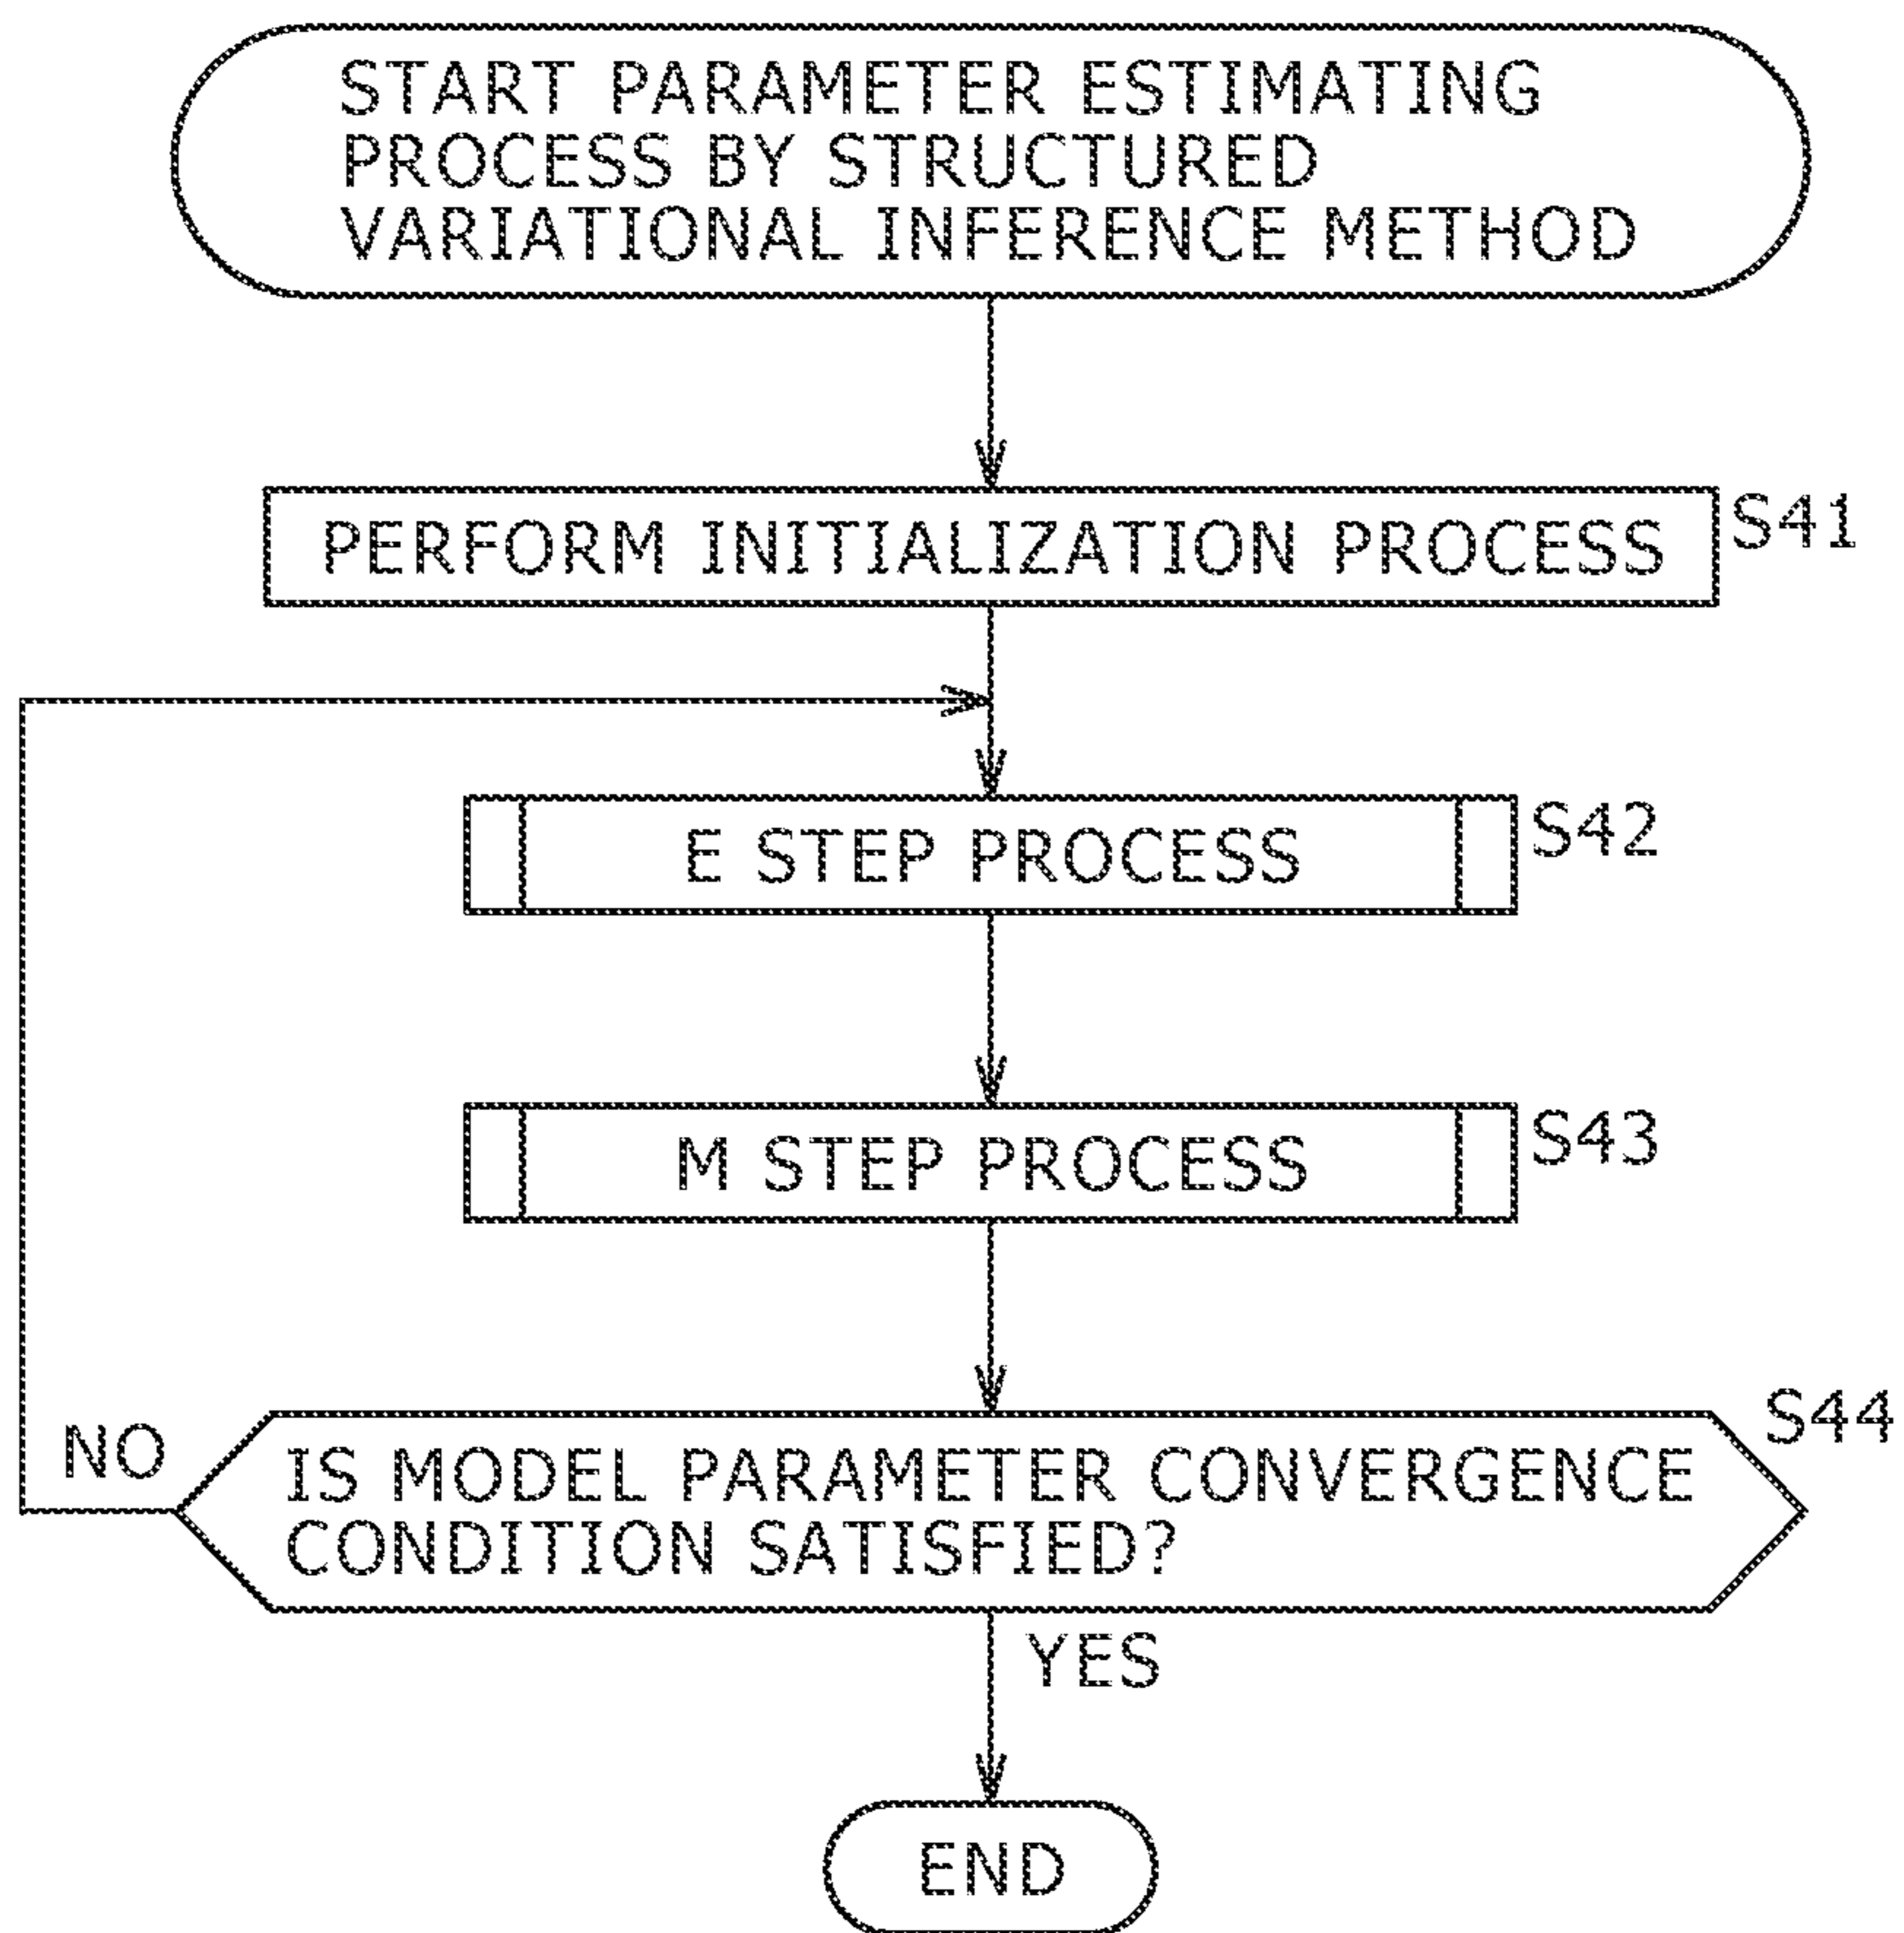 START PARAMETER ESTIMATING
PROCESS BY STRUCTURED
VARIATIONAL INFERENCE METHOD
PERFORM INITIALIZATION PROCESS
S41
E STEP PROCESS
S42
M STEP PROCESS
S43
S44
NO
IS MODEL PARAMETER CONVERGENCE
CONDITION SATISFIED?
YES
END